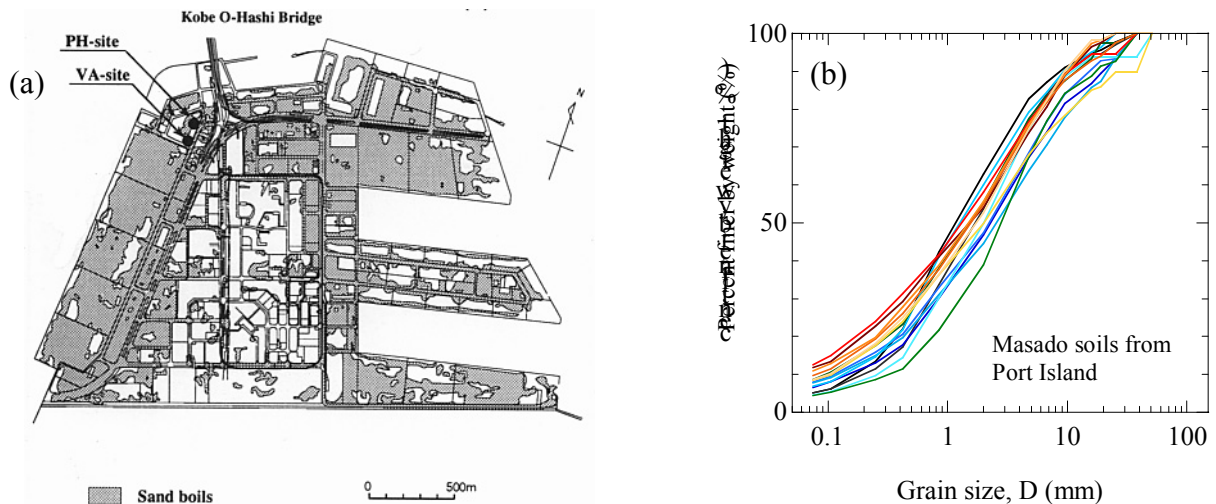 Kobe O-Hashi Bridge
PH-site
VA-site
(a)
N
Sand boils
0
500m
(b)
100
50
0
Masado soils from
Port Island
0.1
1
10
100
Grain size, D (mm)